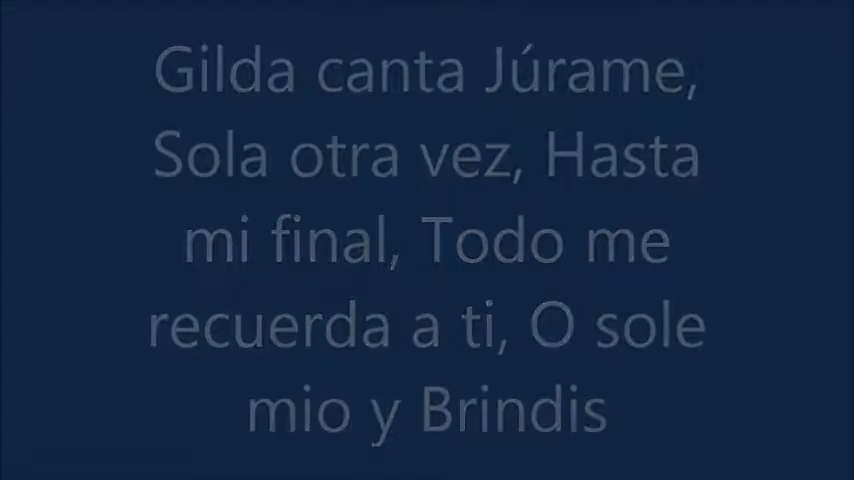 Gilda canta Júrame,
Sola otra vez, Hasta
mi final, Todo me
recuerda a ti, O sole
mio y Brindis